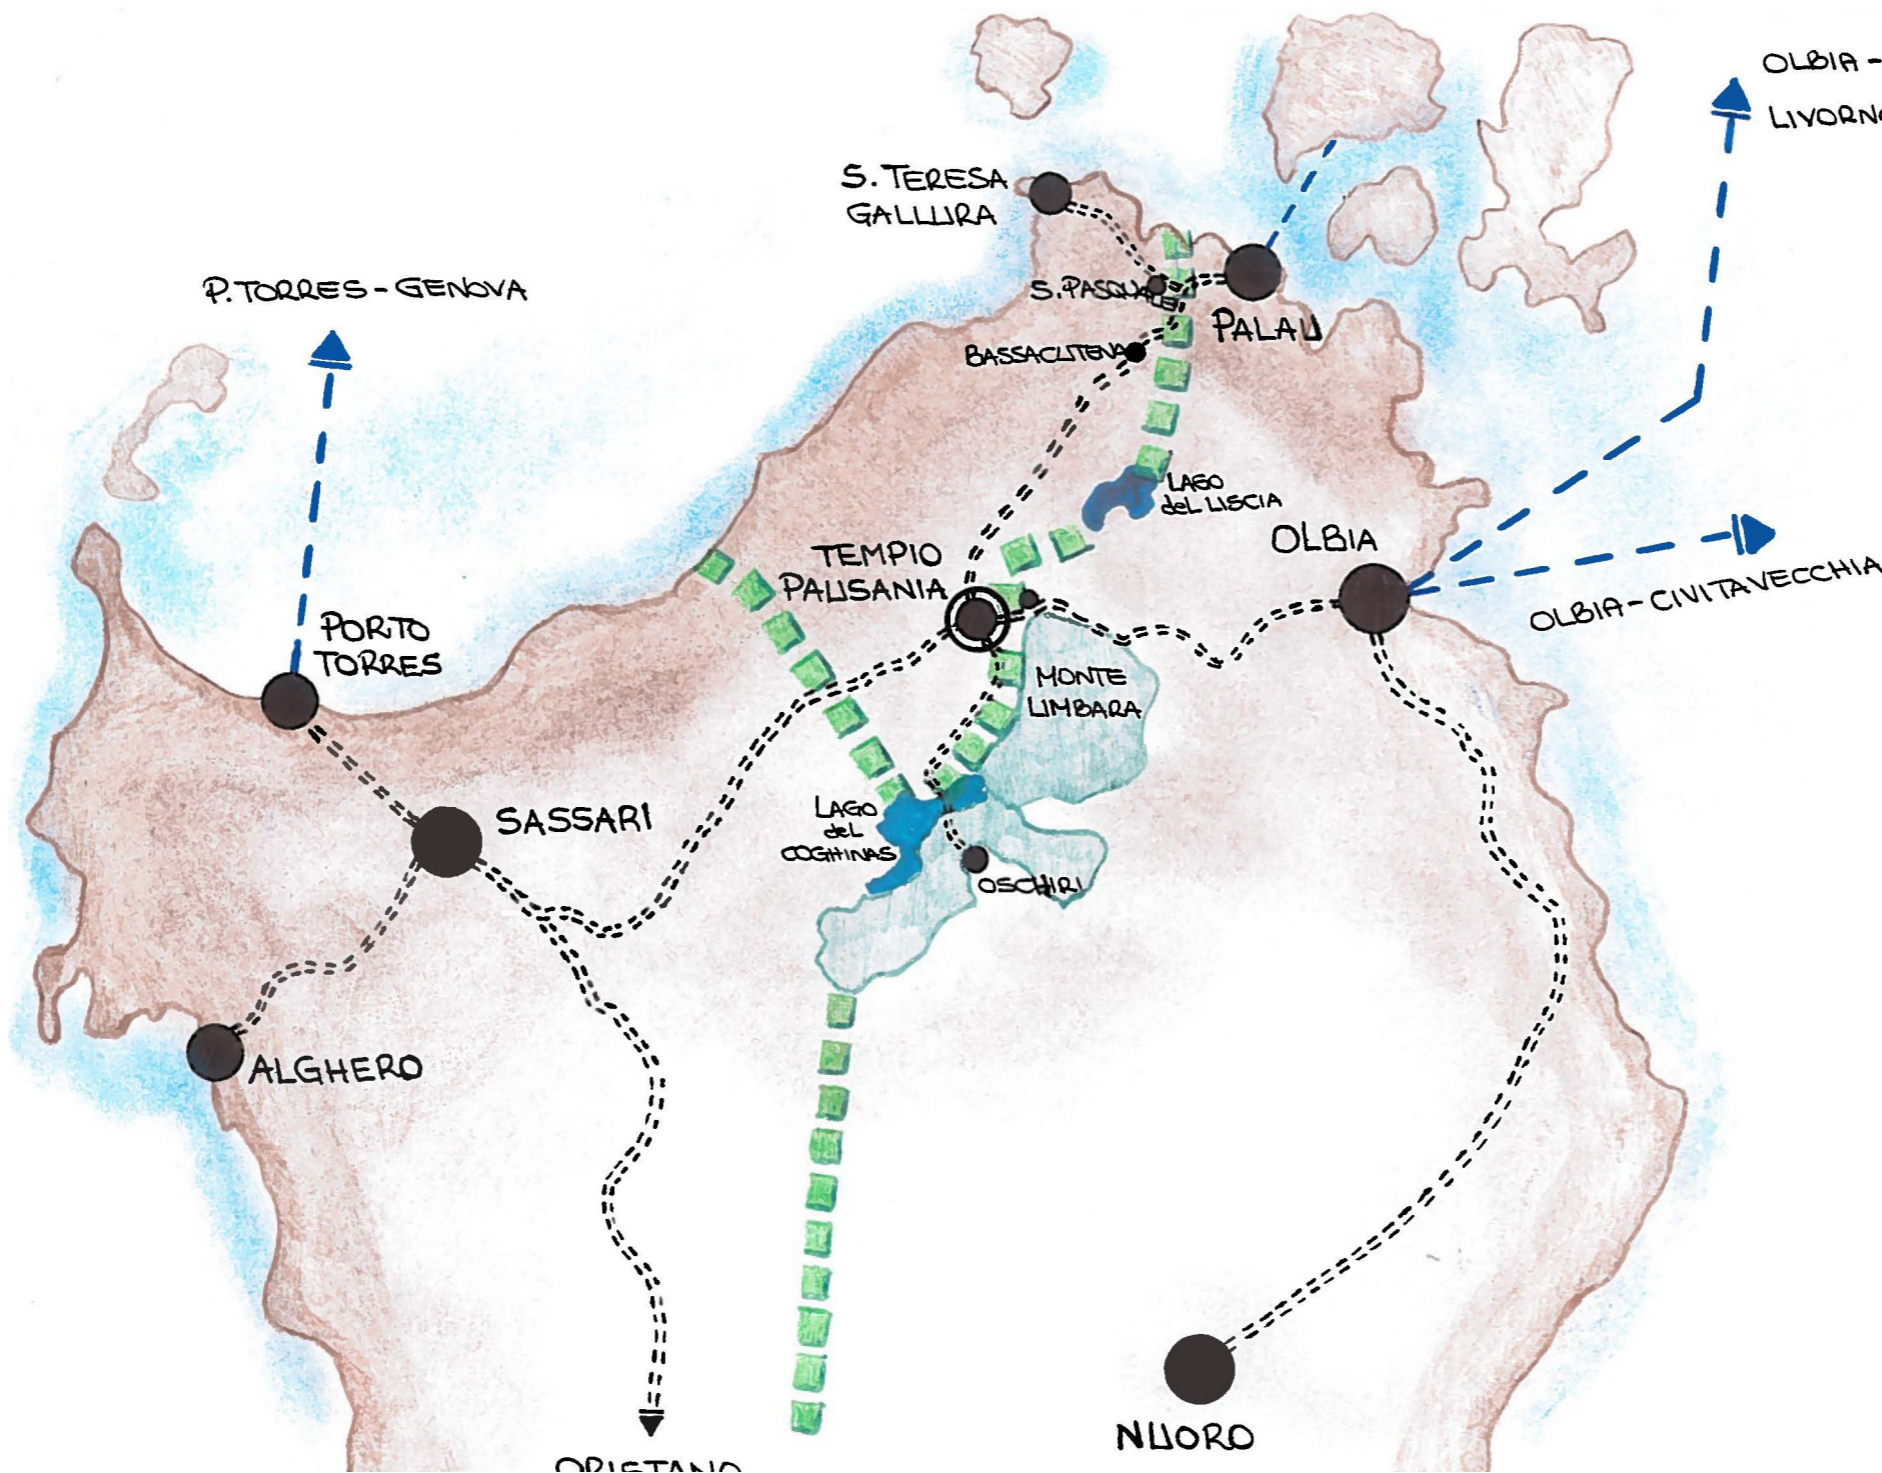 OLBIA -
LIVORNO
S. TERESA
GALLURA
P. TORRES - GENOVA
S. PASQUALE
PALAU
BASSACUTENA
LAGO
deL LISCIA
OLBIA
TEMPIO
PAUSANIA
OLBIA - CIVITAVECCHIA
PORTO
TORRES
MONTE
LIMBARA
LAGO
deL
COGHINAS
SASSARI
OSCHIRI
ALGHERO
NUORO
ORISTANO